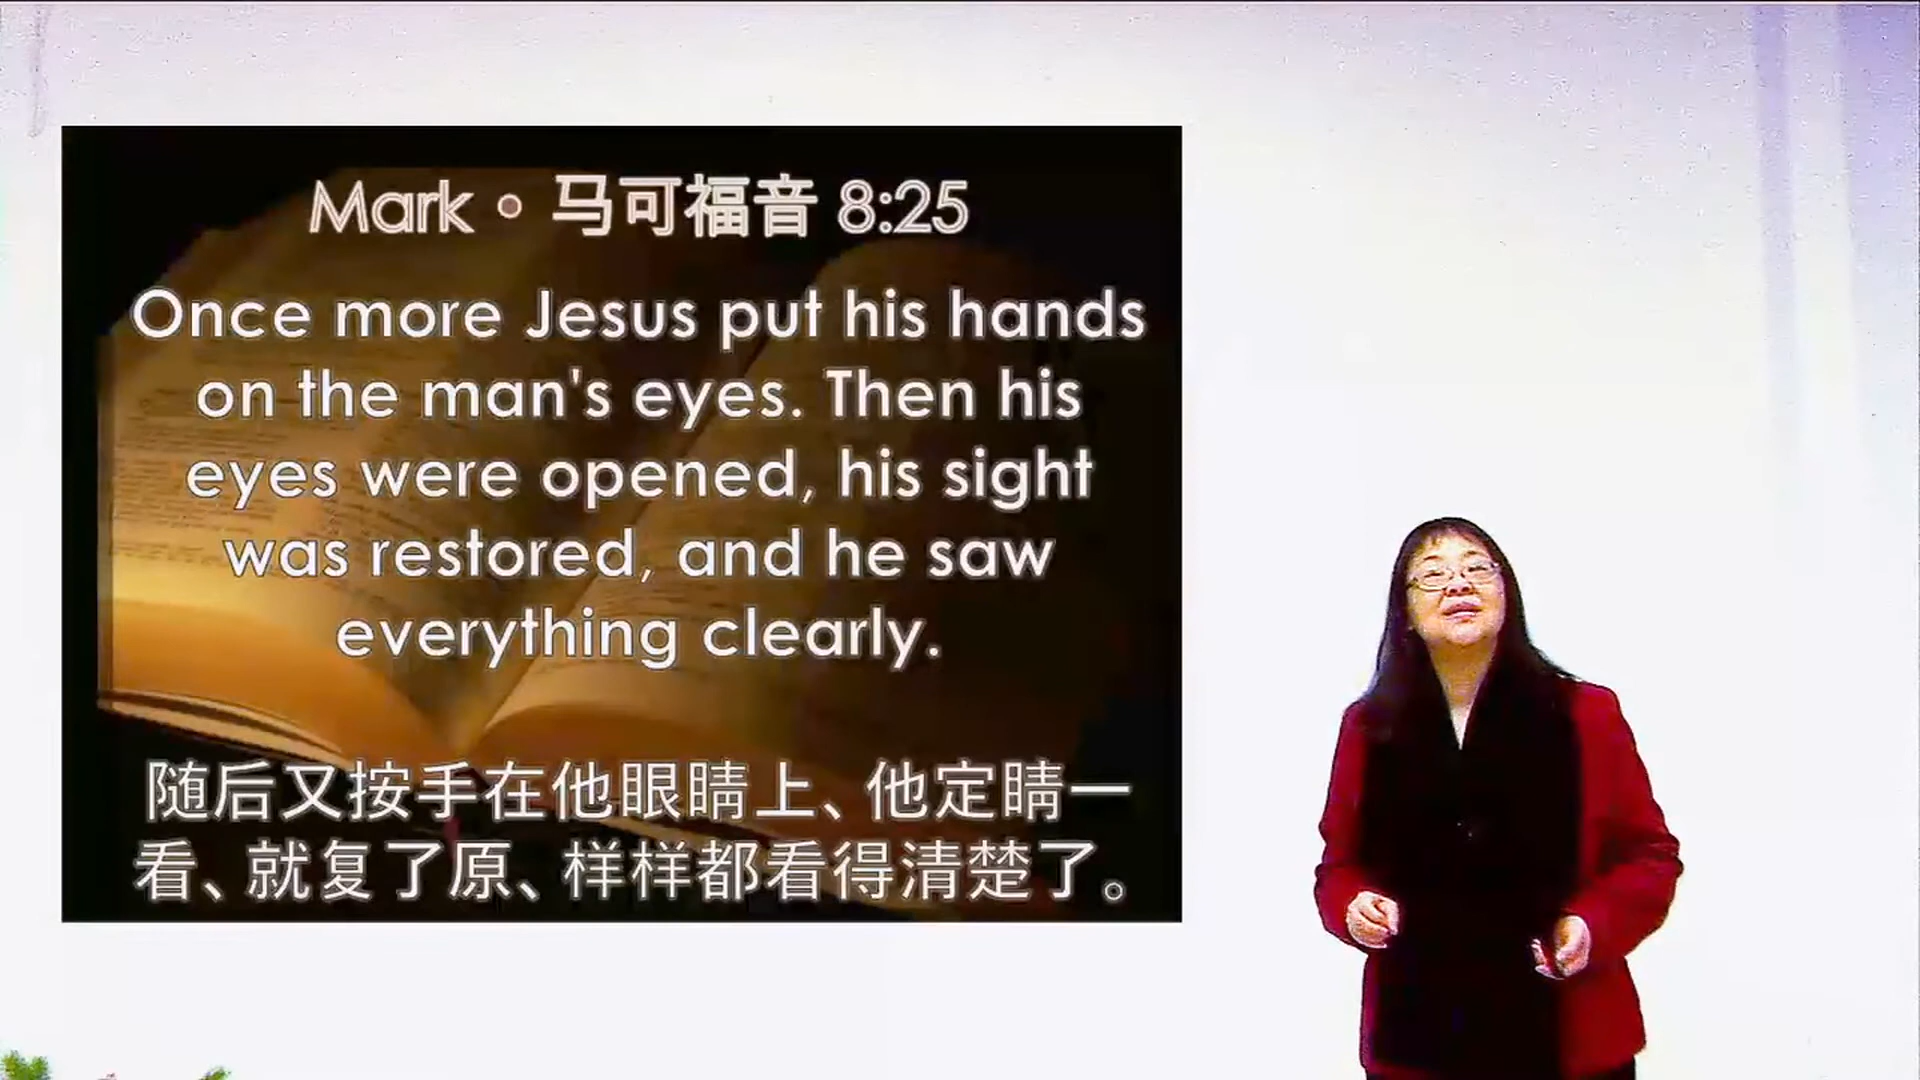 Mark • 马可福音 8:25
Once more Jesus put his hands
on the man's eyes. Then his
eyes were opened, his sight
was restored, and he saw
everything clearly.
随后又按手在他眼睛上、他定睛一
看、就复了原、样样都看得清楚了。